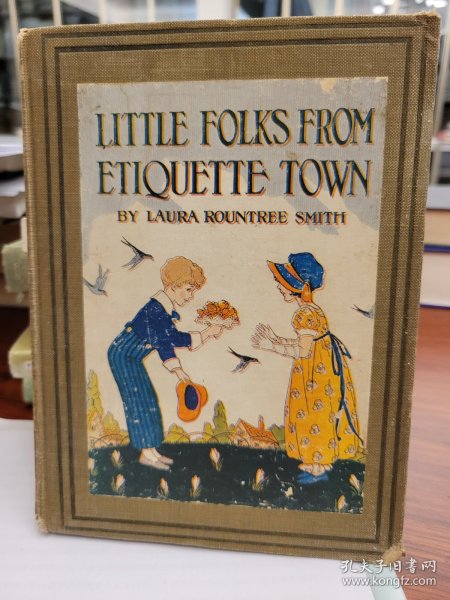 LITTLE FOLKS FROM
ETIQUETTE TOWN
BY LAURA ROUNTREE SMITH
孔夫子旧书网
www.kongfz.com